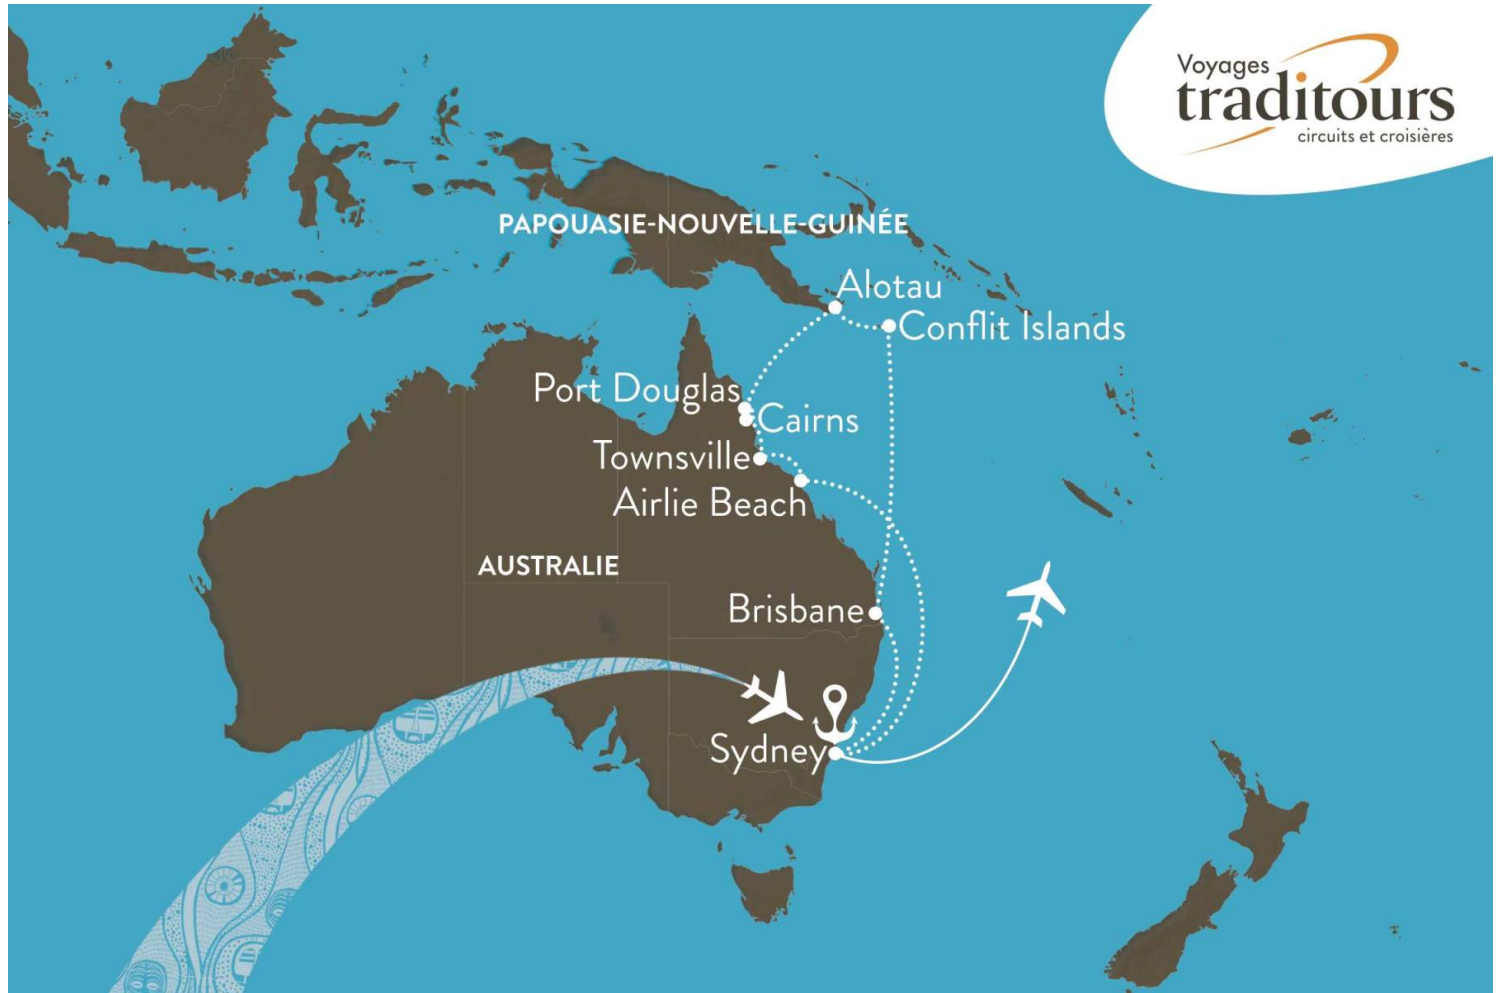 Voyages
traditours
circuits et croisières
PAPOUASIE-NOUVELLE-GUINÉE
Alotau
Conflit Islands
Port Douglas
Cairns
Townsville
Airlie Beach
AUSTRALIE
Brisbane
Sydney